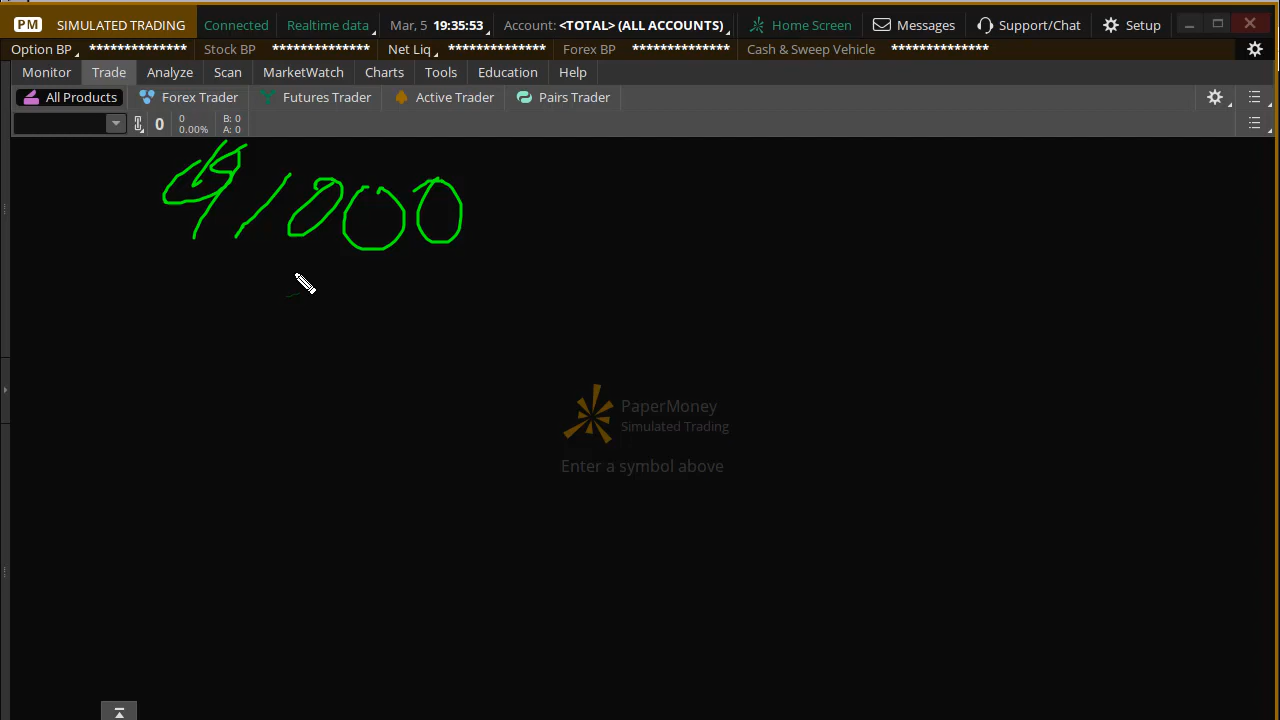 PM SIMULATED TRADING Connected Realtime data Mar, 5 19:35:53 Account: <TOTAL> (ALL ACCOUNTS) Home Screen Messages Support/Chat Setup
Option BP ************** Stock BP ************** Net Liq ************** Forex BP ************** Cash & Sweep Vehicle **************
Monitor Trade Analyze Scan MarketWatch Charts Tools Education Help
All Products Forex Trader Futures Trader Active Trader Pairs Trader
0 0 B: 0
0.00% A: 0
$1000
PaperMoney
Simulated Trading
Enter a symbol above